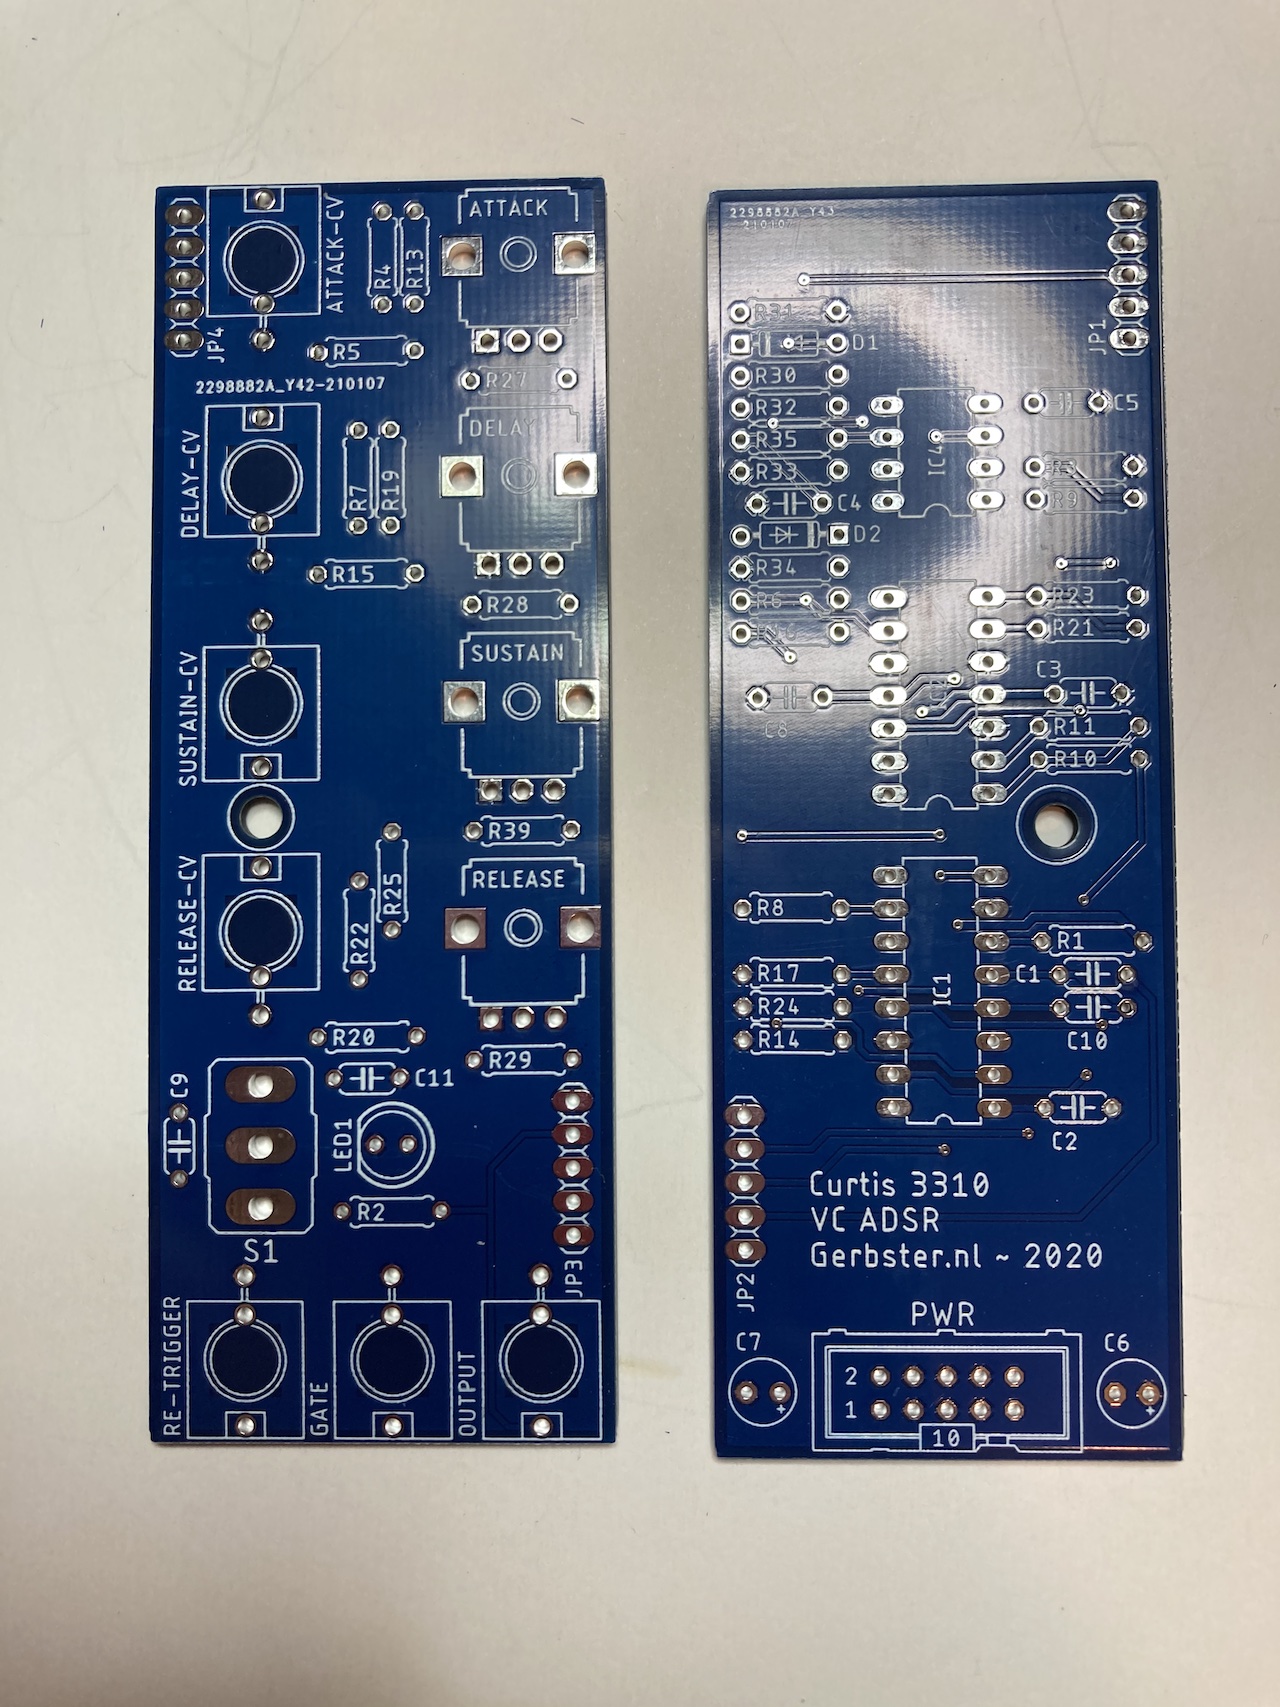 ATTACK-CV
R4
R13
ATTACK
JP4
R5
R27
2298882A_Y42-210107
DELAY-CV
R7
R19
DELAY
R15
R28
SUSTAIN-CV
SUSTAIN
R39
RELEASE-CV
R25
R22
RELEASE
R20
R29
C9
C11
LED1
R2
S1
JP3
RE-TRIGGER
GATE
OUTPUT
2298882A_Y43
210107
JP1
R31
D1
R30
R32
C5
R35
IC4
R33
R9
C4
D2
R34
R6
R23
R21
C3
C8
R11
R10
R8
R1
IC1
R17
C1
R24
R14
C10
C2
JP2
Curtis 3310
VC ADSR
Gerbster.nl ~ 2020
PWR
C7
C6
2
1
10
+
+